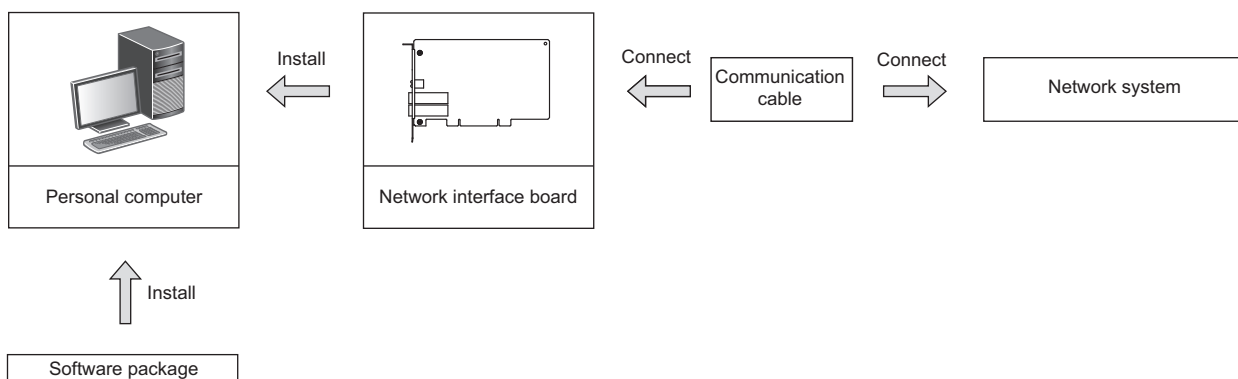 Install
Connect
Communication
cable
Connect
Network system
Personal computer
Network interface board
Install
Software package